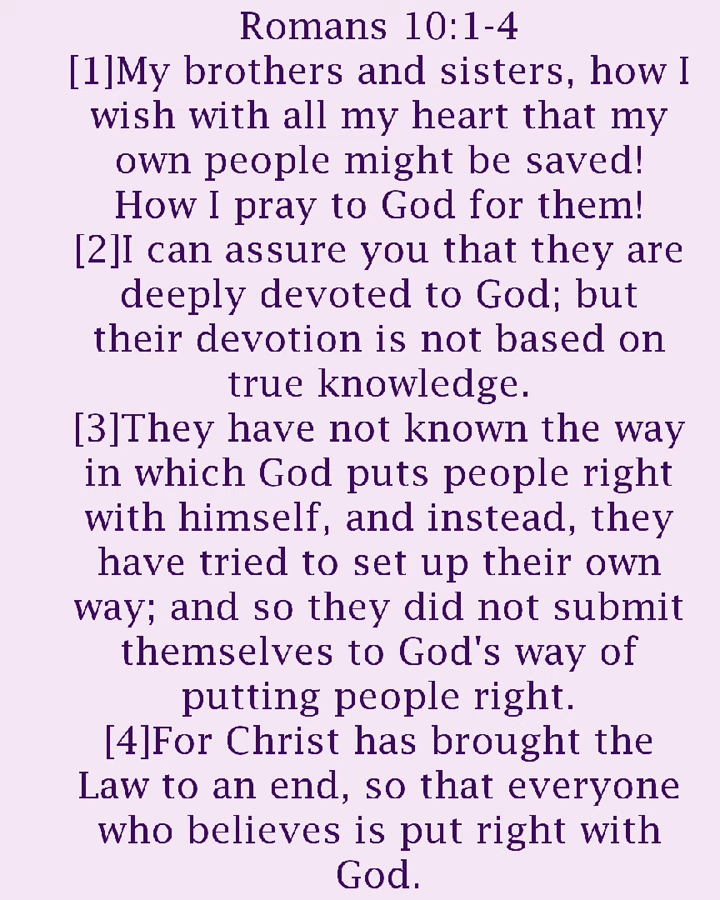 Romans 10:1-4
[1]My brothers and sisters, how I
wish with all my heart that my
own people might be saved!
How I pray to God for them!
[2]I can assure you that they are
deeply devoted to God; but
their devotion is not based on
true knowledge.
[3]They have not known the way
in which God puts people right
with himself, and instead, they
have tried to set up their own
way; and so they did not submit
themselves to God's way of
putting people right.
[4]For Christ has brought the
Law to an end, so that everyone
who believes is put right with
God.